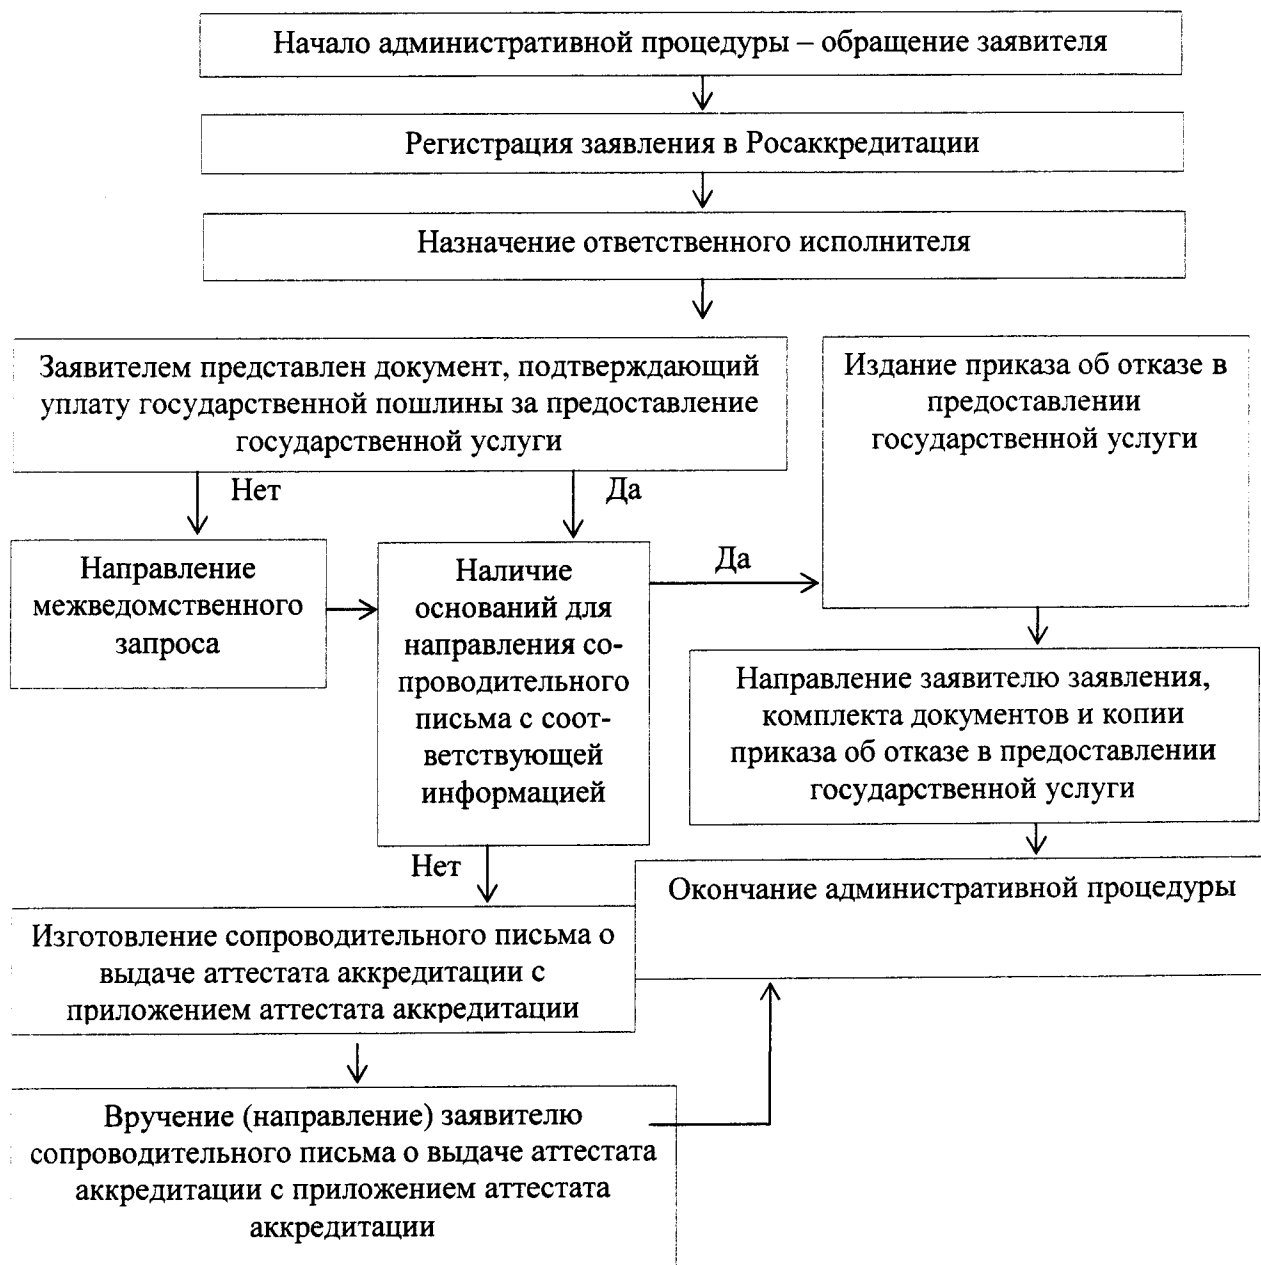 Начало административной процедуры – обращение заявителя
Регистрация заявления в Росаккредитации
Назначение ответственного исполнителя
Заявителем представлен документ, подтверждающий
уплату государственной пошлины за предоставление
государственной услуги
Издание приказа об отказе в
предоставлении
государственной услуги
Нет
Да
Направление
межведомственного
запроса
Наличие
оснований для
направления со-
проводительного
письма с соот-
ветствующей
информацией
Да
Направление заявителю заявления,
комплекта документов и копии
приказа об отказе в предоставлении
государственной услуги
Нет
Окончание административной процедуры
Изготовление сопроводительного письма о
выдаче аттестата аккредитации с
приложением аттестата аккредитации
Вручение (направление) заявителю
сопроводительного письма о выдаче аттестата
аккредитации с приложением аттестата
аккредитации